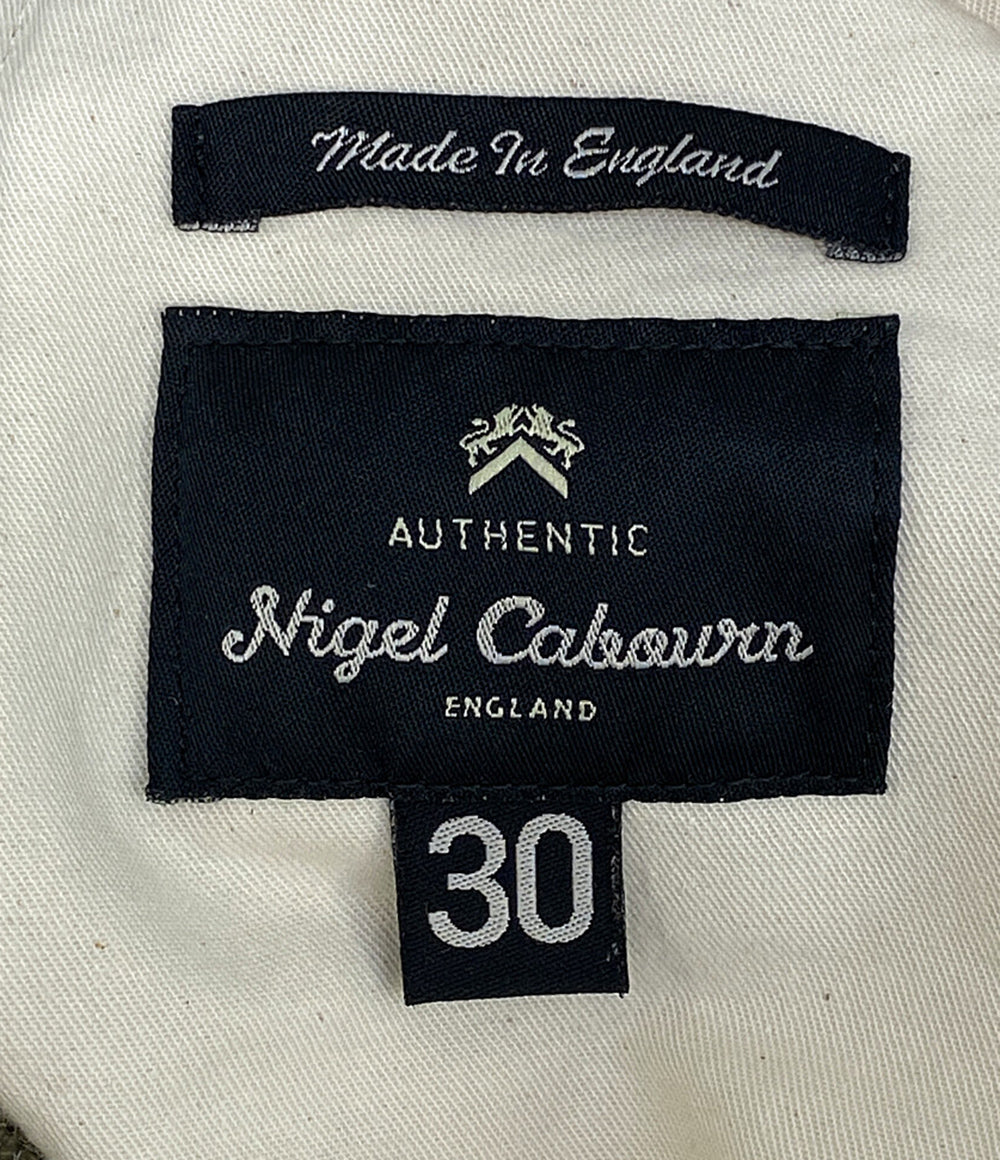 Made In England
AUTHENTIC
Nigel Cabourn
ENGLAND
30